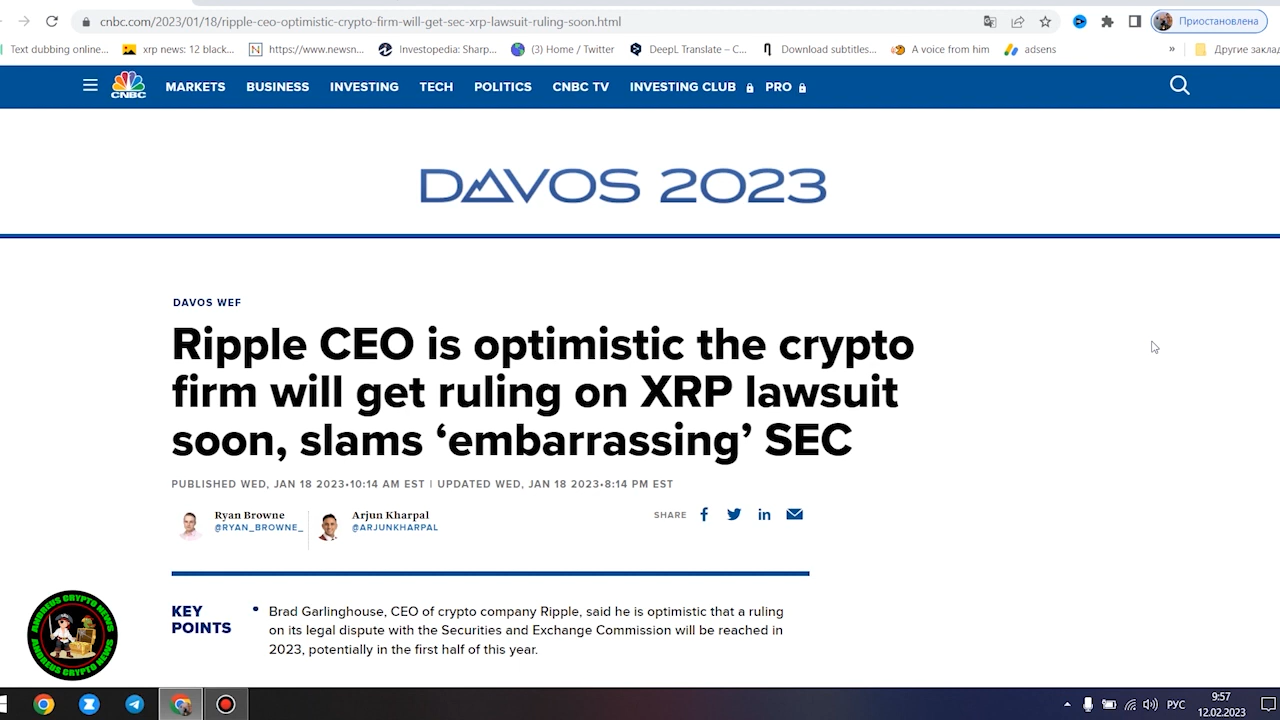 cnbc.com/2023/01/18/ripple-ceo-optimistic-crypto-firm-will-get-sec-xrp-lawsuit-ruling-soon.html
Приостановлена
Text dubbing online...
xrp news: 12 black...
https://www.newsn...
Investopedia: Sharp...
(3) Home / Twitter
DeepL Translate – C...
Download subtitles...
A voice from him
adsens
»
Другие заклад
CNBC
MARKETS
BUSINESS
INVESTING
TECH
POLITICS
CNBC TV
INVESTING CLUB
PRO
DAVOS 2023
DAVOS WEF
Ripple CEO is optimistic the crypto
firm will get ruling on XRP lawsuit
soon, slams ‘embarrassing’ SEC
PUBLISHED WED, JAN 18 2023•10:14 AM EST | UPDATED WED, JAN 18 2023•8:14 PM EST
Ryan Browne
@RYAN_BROWNE_
Arjun Kharpal
@ARJUNKHARPAL
SHARE
KEY
POINTS
• Brad Garlinghouse, CEO of crypto company Ripple, said he is optimistic that a ruling
on its legal dispute with the Securities and Exchange Commission will be reached in
2023, potentially in the first half of this year.
ANDREUS CRYPTO NEWS
ANDREUS CRYPTO NEWS
РУС
9:57
12.02.2023